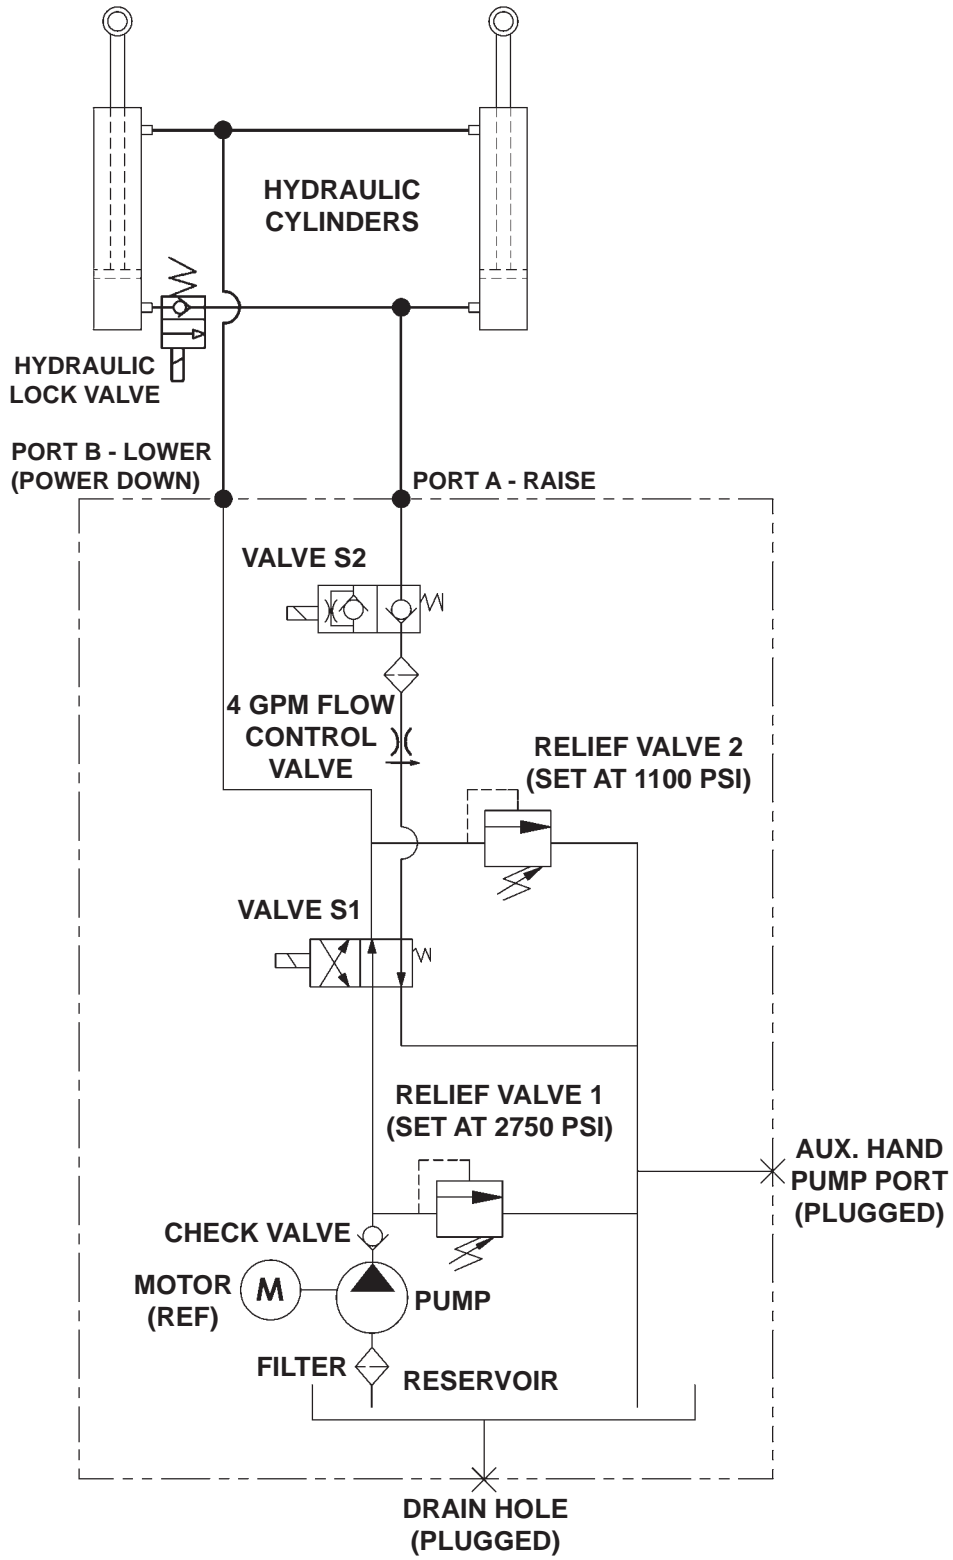 HYDRAULIC
CYLINDERS
HYDRAULIC
LOCK VALVE
PORT B - LOWER
(POWER DOWN)
PORT A - RAISE
VALVE S2
4 GPM FLOW
CONTROL
VALVE
RELIEF VALVE 2
(SET AT 1100 PSI)
VALVE S1
RELIEF VALVE 1
(SET AT 2750 PSI)
AUX. HAND
PUMP PORT
(PLUGGED)
CHECK VALVE
MOTOR
(REF)
M
PUMP
FILTER
RESERVOIR
DRAIN HOLE
(PLUGGED)